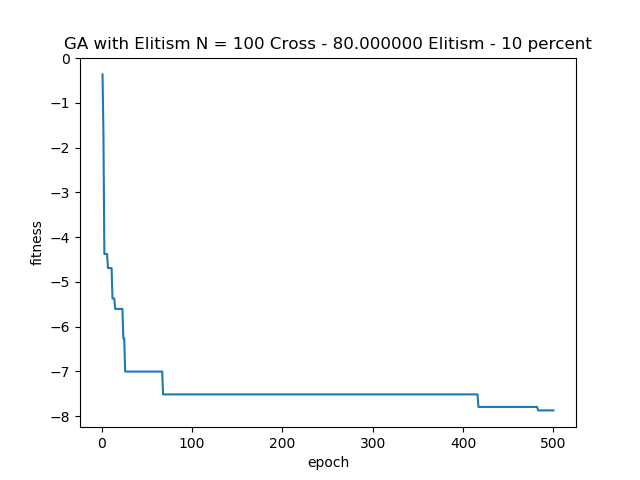 GA with Elitism N = 100 Cross - 80.000000 Elitism - 10 percent
0
−1
−2
−3
−4
−5
−6
−7
−8
fitness
0 100 200 300 400 500
epoch